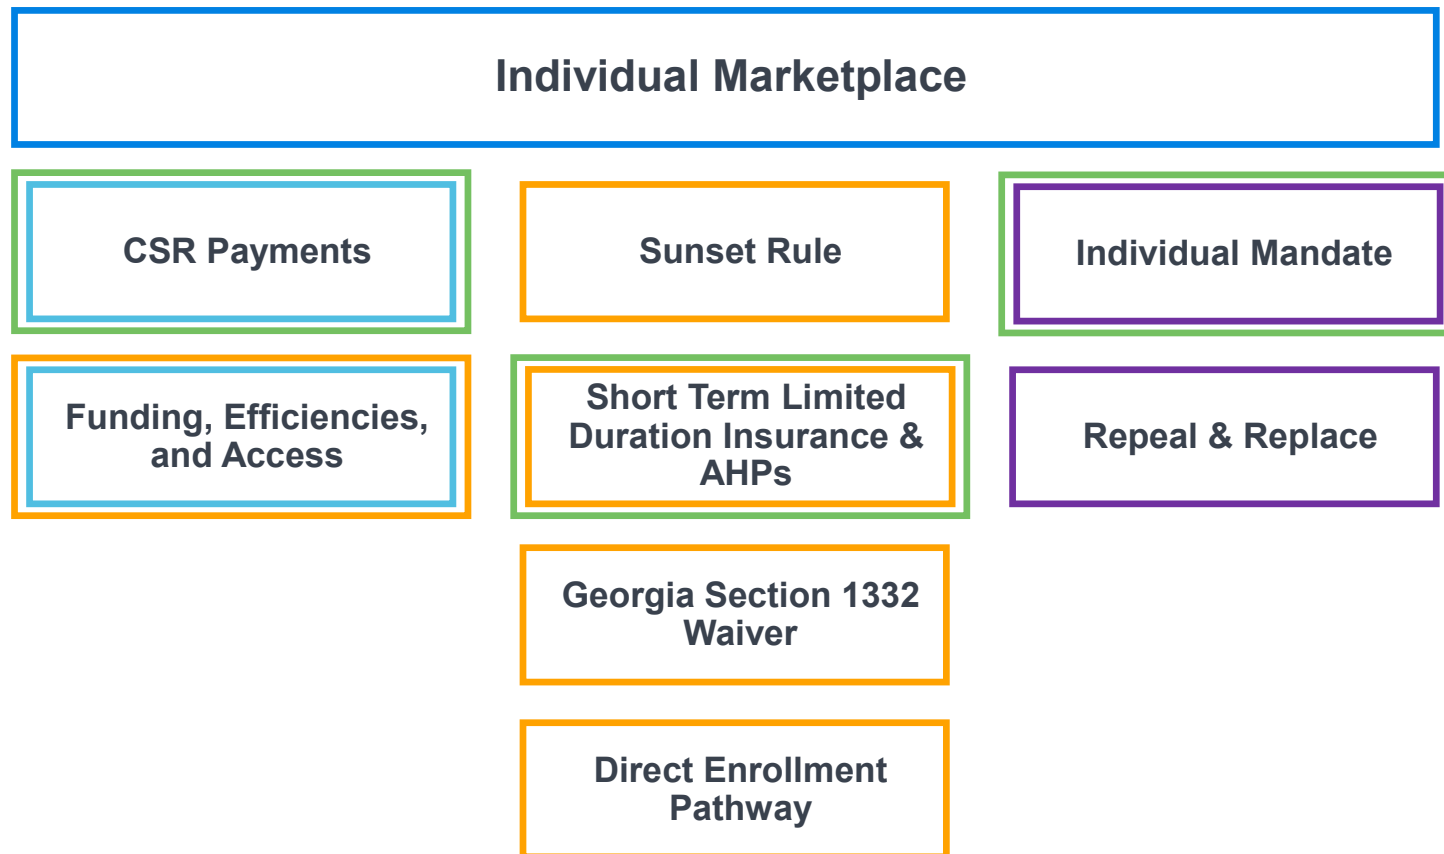 Individual Marketplace
CSR Payments
Sunset Rule
Individual Mandate
Funding, Efficiencies,
and Access
Short Term Limited
Duration Insurance &
AHPs
Repeal & Replace
Georgia Section 1332
Waiver
Direct Enrollment
Pathway